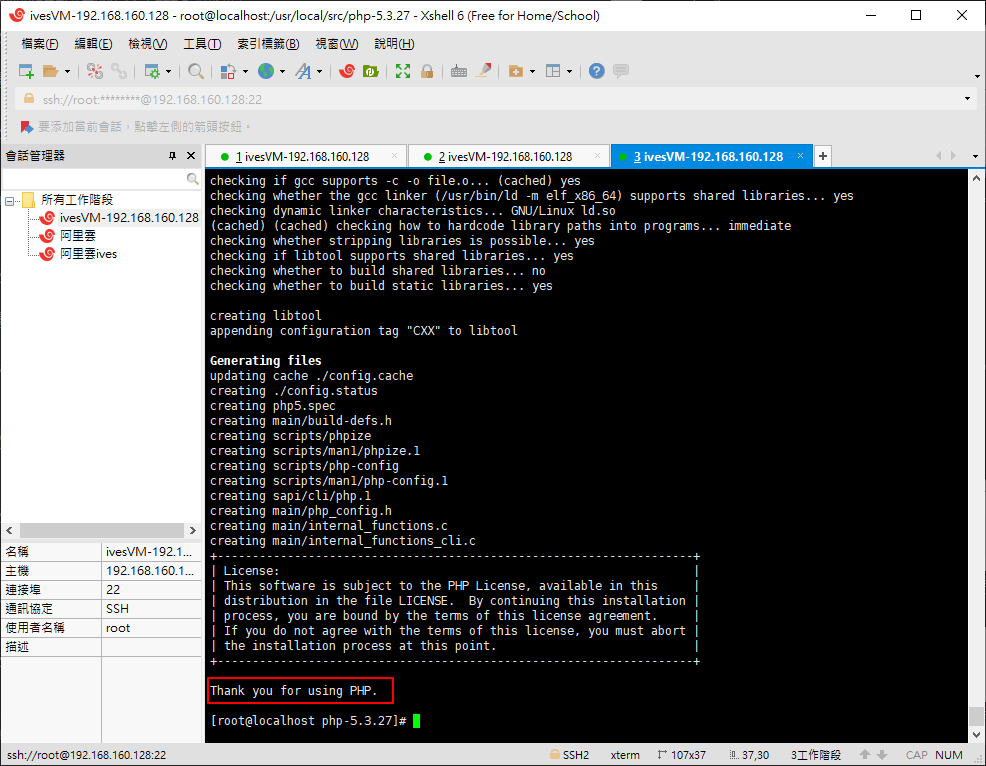 ivesVM-192.168.160.128 - root@localhost:/usr/local/src/php-5.3.27 - Xshell 6 (Free for Home/School)
檔案(F) 編輯(E) 檢視(V) 工具(T) 索引標籤(B) 視窗(W) 說明(H)
ssh://root:********@192.168.160.128:22
要添加當前會話，點擊左側的箭頭按鈕。
會話管理器
所有工作階段
ivesVM-192.168.160.128
阿里雲
阿里雲ives
名稱 ivesVM-192.1...
主機 192.168.160.1...
連接埠 22
通訊協定 SSH
使用者名稱 root
描述
1 ivesVM-192.168.160.128 × 2 ivesVM-192.168.160.128 × 3 ivesVM-192.168.160.128 × +
checking if gcc supports -c -o file.o... (cached) yes
checking whether the gcc linker (/usr/bin/ld -m elf_x86_64) supports shared libraries... yes
checking dynamic linker characteristics... GNU/Linux ld.so
(cached) (cached) checking how to hardcode library paths into programs... immediate
checking whether stripping libraries is possible... yes
checking if libtool supports shared libraries... yes
checking whether to build shared libraries... no
checking whether to build static libraries... yes
creating libtool
appending configuration tag "CXX" to libtool
Generating files
updating cache ./config.cache
creating ./config.status
creating php5.spec
creating main/build-defs.h
creating scripts/phpize
creating scripts/man1/phpize.1
creating scripts/php-config
creating scripts/man1/php-config.1
creating sapi/cli/php.1
creating main/php_config.h
creating main/internal_functions.c
creating main/internal_functions_cli.c
+--------------------------------------------------------------------+
| License: |
| This software is subject to the PHP License, available in this |
| distribution in the file LICENSE.  By continuing this installation |
| process, you are bound by the terms of this license agreement. |
| If you do not agree with the terms of this license, you must abort |
| the installation process at this point. |
+--------------------------------------------------------------------+
Thank you for using PHP.
[root@localhost php-5.3.27]#
ssh://root@192.168.160.128:22 SSH2 xterm 107x37 37,30 3工作階段 CAP NUM